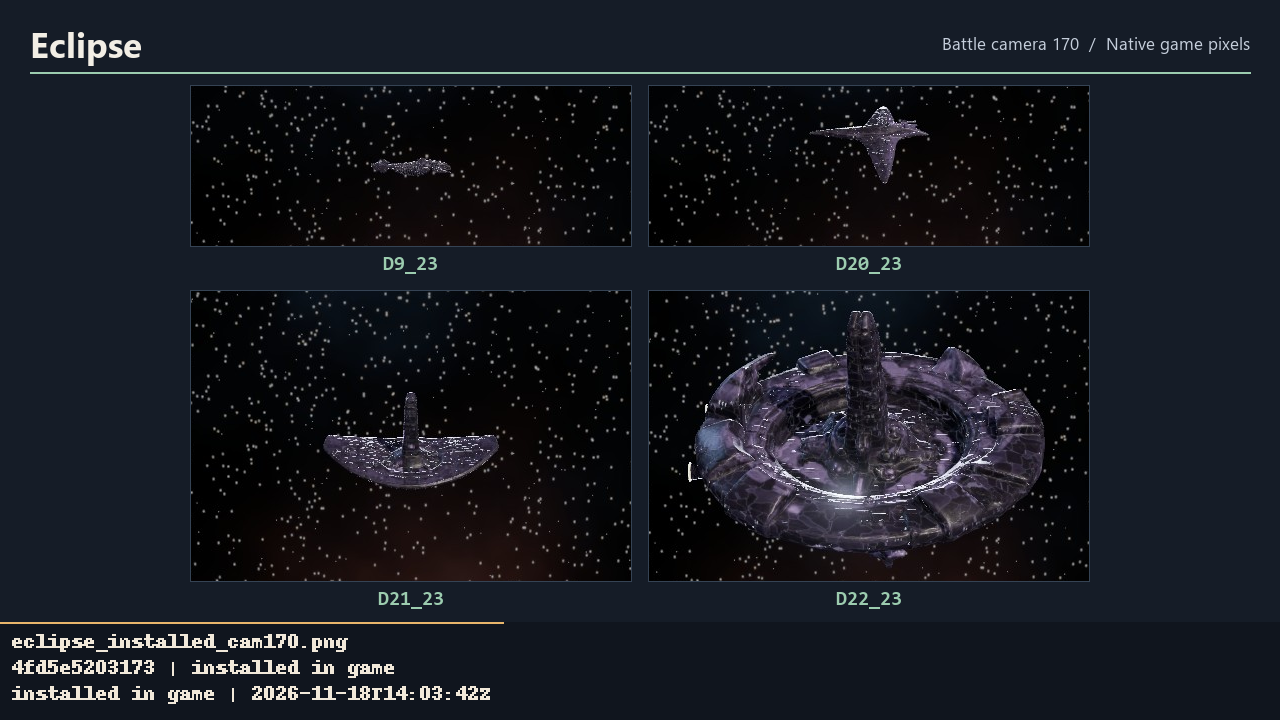 Eclipse
Battle camera 170 / Native game pixels
D9_23
D20_23
D21_23
D22_23
eclipse_installed_cam170.png
4fd5e5203173 | installed in game
installed in game | 2026-11-18T14:03:42Z